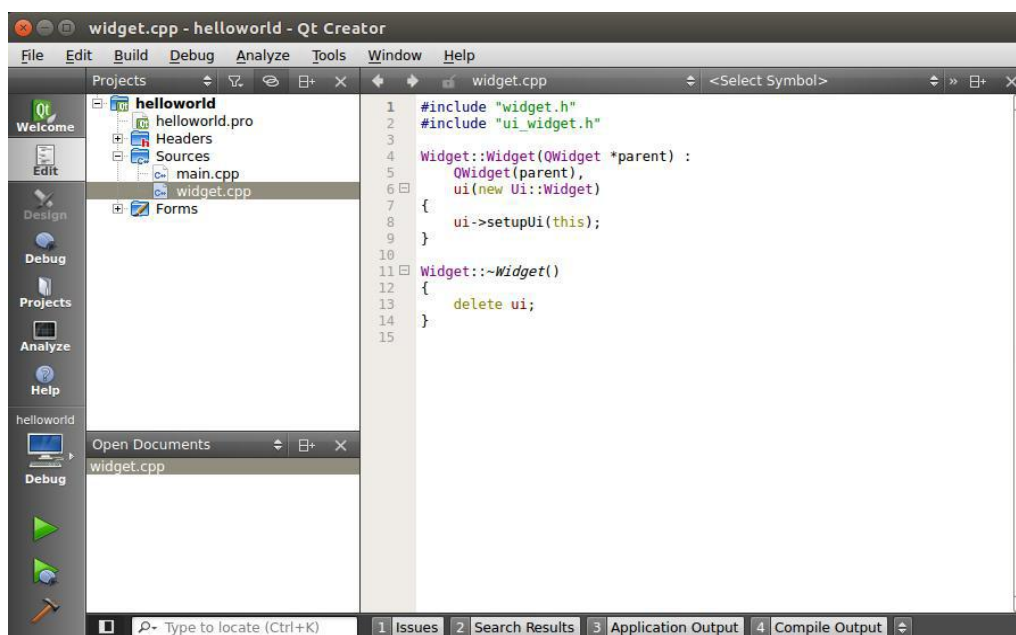 widget.cpp - helloworld - Qt Creator
File Edit Build Debug Analyze Tools Window Help
Projects
widget.cpp
<Select Symbol>
»
Qt
Welcome
Edit
Design
Debug
Projects
Analyze
Help
helloworld
Debug
helloworld
helloworld.pro
Headers
Sources
main.cpp
widget.cpp
Forms
Open Documents
widget.cpp
1 #include "widget.h"
2 #include "ui_widget.h"
3
4 Widget::Widget(QWidget *parent) :
5     QWidget(parent),
6     ui(new Ui::Widget)
7 {
8     ui->setupUi(this);
9 }
10
11 Widget::~Widget()
12 {
13     delete ui;
14 }
15
Type to locate (Ctrl+K)
1 Issues 2 Search Results 3 Application Output 4 Compile Output